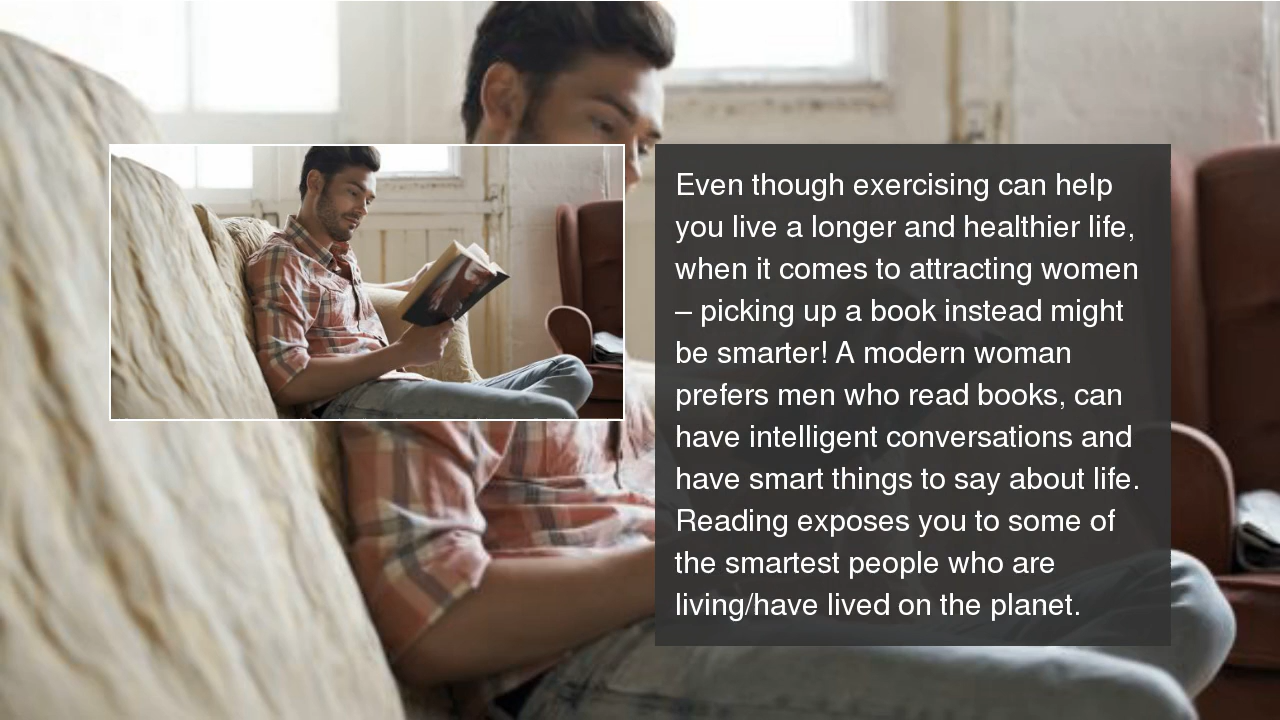 Even though exercising can help
you live a longer and healthier life,
when it comes to attracting women
– picking up a book instead might
be smarter! A modern woman
prefers men who read books, can
have intelligent conversations and
have smart things to say about life.
Reading exposes you to some of
the smartest people who are
living/have lived on the planet.